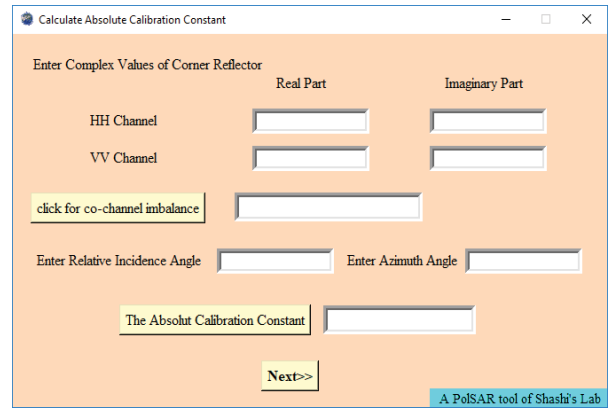 Calculate Absolute Calibration Constant
Enter Complex Values of Corner Reflector
Real Part Imaginary Part
HH Channel
VV Channel
click for co-channel imbalance
Enter Relative Incidence Angle Enter Azimuth Angle
The Absolut Calibration Constant
Next>>
A PolSAR tool of Shashi's Lab